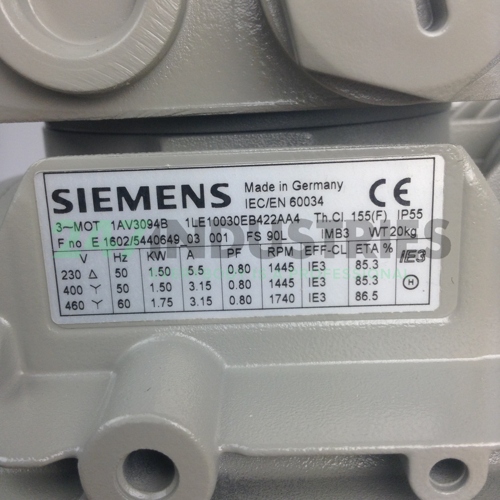 SIEMENS Made in Germany CE
IEC/EN 60034
3~MOT 1AV3094B 1LE10030EB422AA4 Th.Cl 155(F) IP55
F no E 1602/5440649 03 001 FS 90L IMB3 WT 20kg
V Hz KW A PF RPM EFF-CL ETA % IE3
230 △ 50 1.50 5.5 0.80 1445 IE3 85.3
400 Y 50 1.50 3.15 0.80 1445 IE3 85.3 H
460 Y 60 1.75 3.15 0.80 1740 IE3 86.5
INDUSTRIES